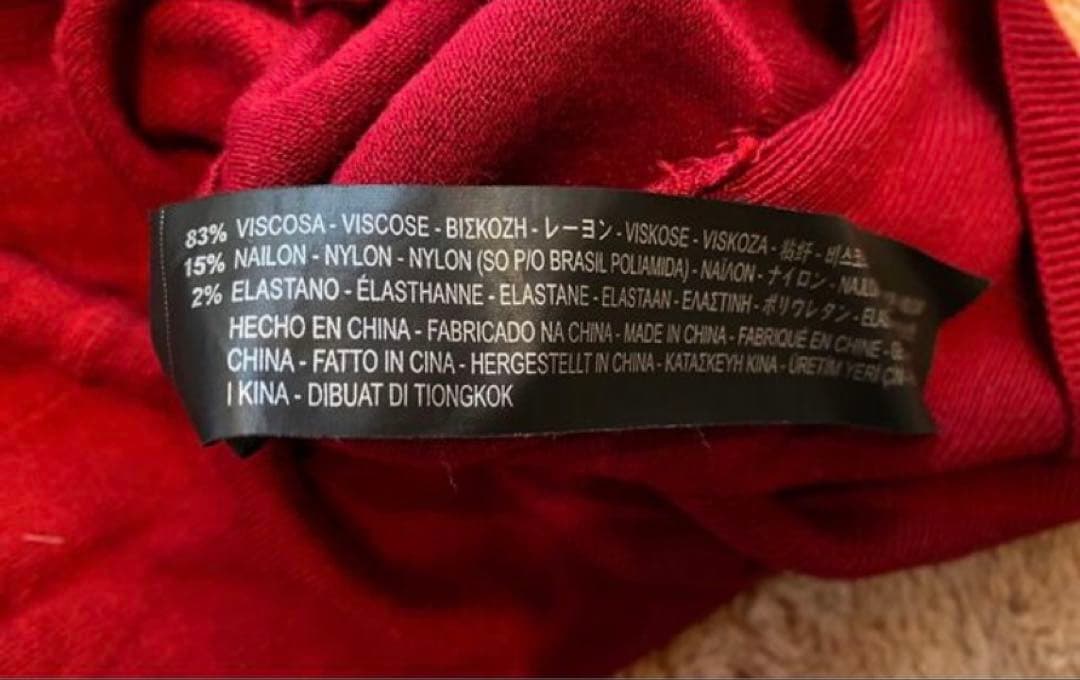 83% VISCOSA - VISCOSE - ΒΙΣΚΟΖΗ - レーヨン - VISKOSE - VISKOZA - 粘纤 -
15% NAILON - NYLON - NYLON (SO P/O BRASIL POLIAMIDA) - ΝΑΪΛΟΝ - ナイロン -
2% ELASTANO - ÉLASTHANNE - ELASTANE - ELASTAAN - ΕΛΑΣΤΙΝΗ - ポリウレタン -
HECHO EN CHINA - FABRICADO NA CHINA - MADE IN CHINA - FABRIQUÉ EN CHINE -
CHINA - FATTO IN CINA - HERGESTELLT IN CHINA - ΚΑΤΑΣΚΕΥΗ ΚΙΝΑ - ÜRETİM YERİ
I KINA - DIBUAT DI TIONGKOK